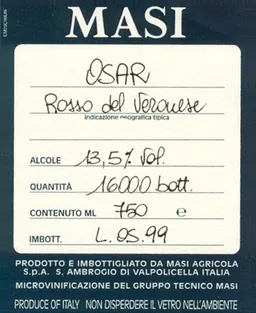 MASI
OSAR
Rosso del Veronese
indicazione geografica tipica
ALCOLE 13,5% Vol.
QUANTITÀ 16000 bott.
CONTENUTO ML 750 e
IMBOTT. L.OS.99
PRODOTTO E IMBOTTIGLIATO DA MASI AGRICOLA
S.p.A. S. AMBROGIO DI VALPOLICELLA ITALIA
MICROVINIFICAZIONE DEL GRUPPO TECNICO MASI
PRODUCE OF ITALY NON DISPERDERE IL VETRO NELL'AMBIENTE